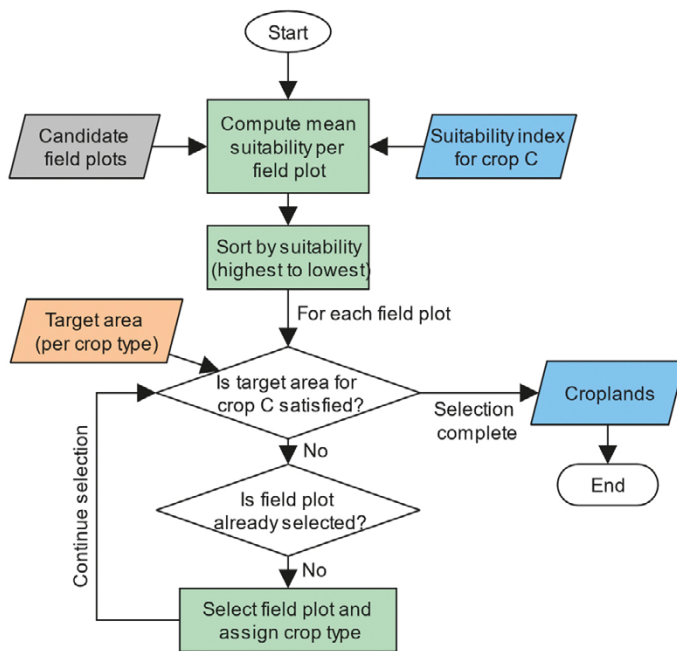 Start
Candidate
field plots
Compute mean
suitability per
field plot
Suitability index
for crop C
Sort by suitability
(highest to lowest)
For each field plot
Target area
(per crop type)
Is target area for
crop C satisfied?
Selection
complete
Croplands
End
No
Continue selection
Is field plot
already selected?
No
Select field plot and
assign crop type